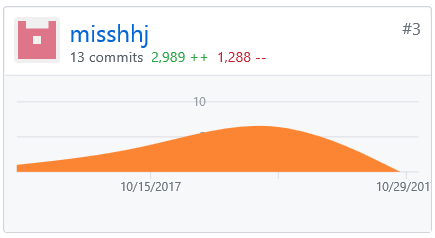 misshhj
#3
13 commits 2,989 ++ 1,288 --
10
10/15/2017
10/29/201